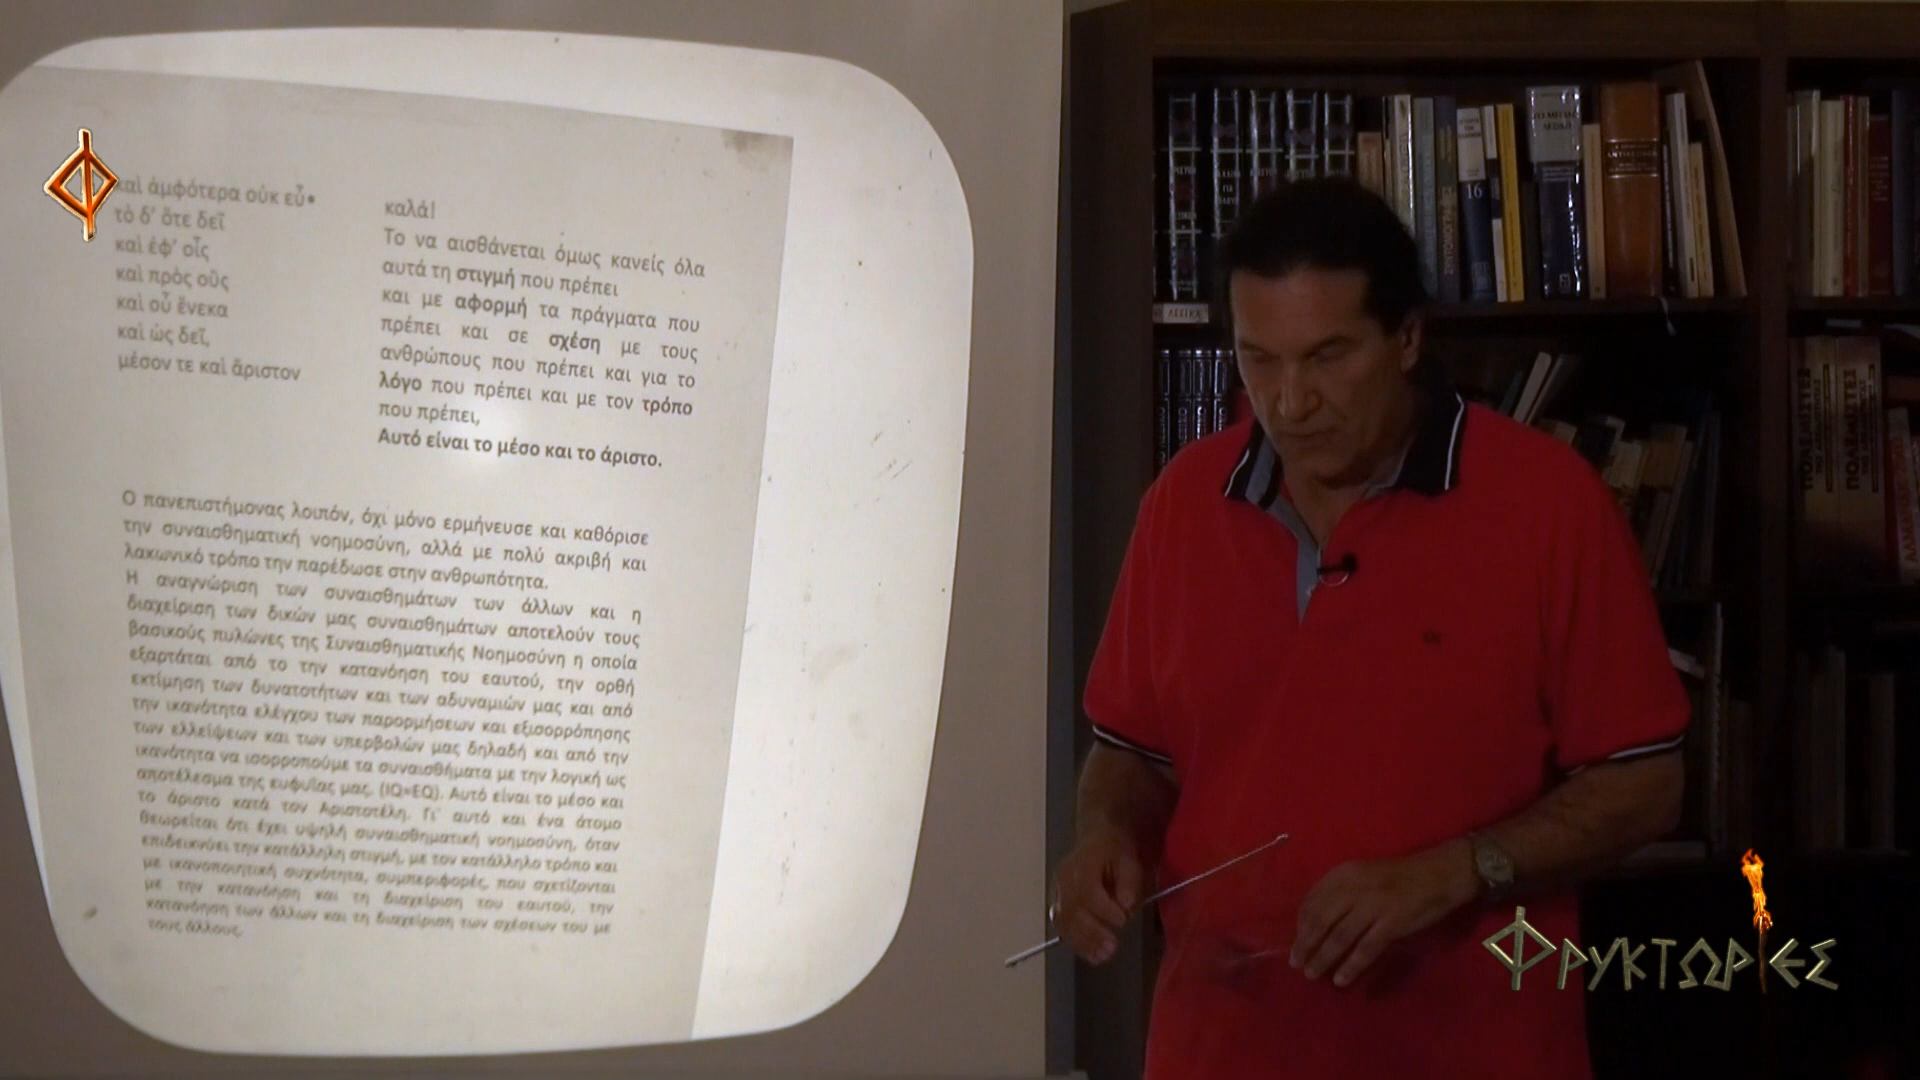 καὶ ἀμφότερα οὐκ εὖ•
τὸ δ' ὅτε δεῖ
καὶ ἐφ' οἷς
καὶ πρὸς οὓς
καὶ οὗ ἕνεκα
καὶ ὡς δεῖ,
μέσον τε καὶ ἄριστον
καλά!
Το να αισθάνεται όμως κανείς όλα
αυτά τη στιγμή που πρέπει
και με αφορμή τα πράγματα που
πρέπει και σε σχέση με τους
ανθρώπους που πρέπει και για το
λόγο που πρέπει και με τον τρόπο
που πρέπει,
Αυτό είναι το μέσο και το άριστο.
Ο πανεπιστήμονας λοιπόν, όχι μόνο ερμήνευσε και καθόρισε
την συναισθηματική νοημοσύνη, αλλά με πολύ ακριβή και
λακωνικό τρόπο την παρέδωσε στην ανθρωπότητα.
Η αναγνώριση των συναισθημάτων των άλλων και η
διαχείριση των δικών μας συναισθημάτων αποτελούν τους
βασικούς πυλώνες της Συναισθηματικής Νοημοσύνη η οποία
εξαρτάται από το την κατανόηση του εαυτού, την ορθή
εκτίμηση των δυνατοτήτων και των αδυναμιών μας και από
την ικανότητα ελέγχου των παρορμήσεων και εξισορρόπησης
των ελλείψεων και των υπερβολών μας δηλαδή και από την
ικανότητα να ισορροπούμε τα συναισθήματα με την λογική ως
αποτέλεσμα της ευφυΐας μας. (IQ=EQ). Αυτό είναι το μέσο και
το άριστο κατά τον Αριστοτέλη. Γι' αυτό και ένα άτομο
θεωρείται ότι έχει υψηλή συναισθηματική νοημοσύνη, όταν
επιδεικνύει την κατάλληλη στιγμή, με τον κατάλληλο τρόπο και
με ικανοποιητική συχνότητα, συμπεριφορές, που σχετίζονται
με την κατανόηση και τη διαχείριση του εαυτού, την
κατανόηση των άλλων και τη διαχείριση των σχέσεων του με
τους άλλους.
16
ΛΕΞΙΚΑ
ΠΟΛΕΜΙΣΤΕΣ
ΠΟΛΕΜΙΣΤΕΣ
ΦΡΥΚΤΩΡΙΕΣ